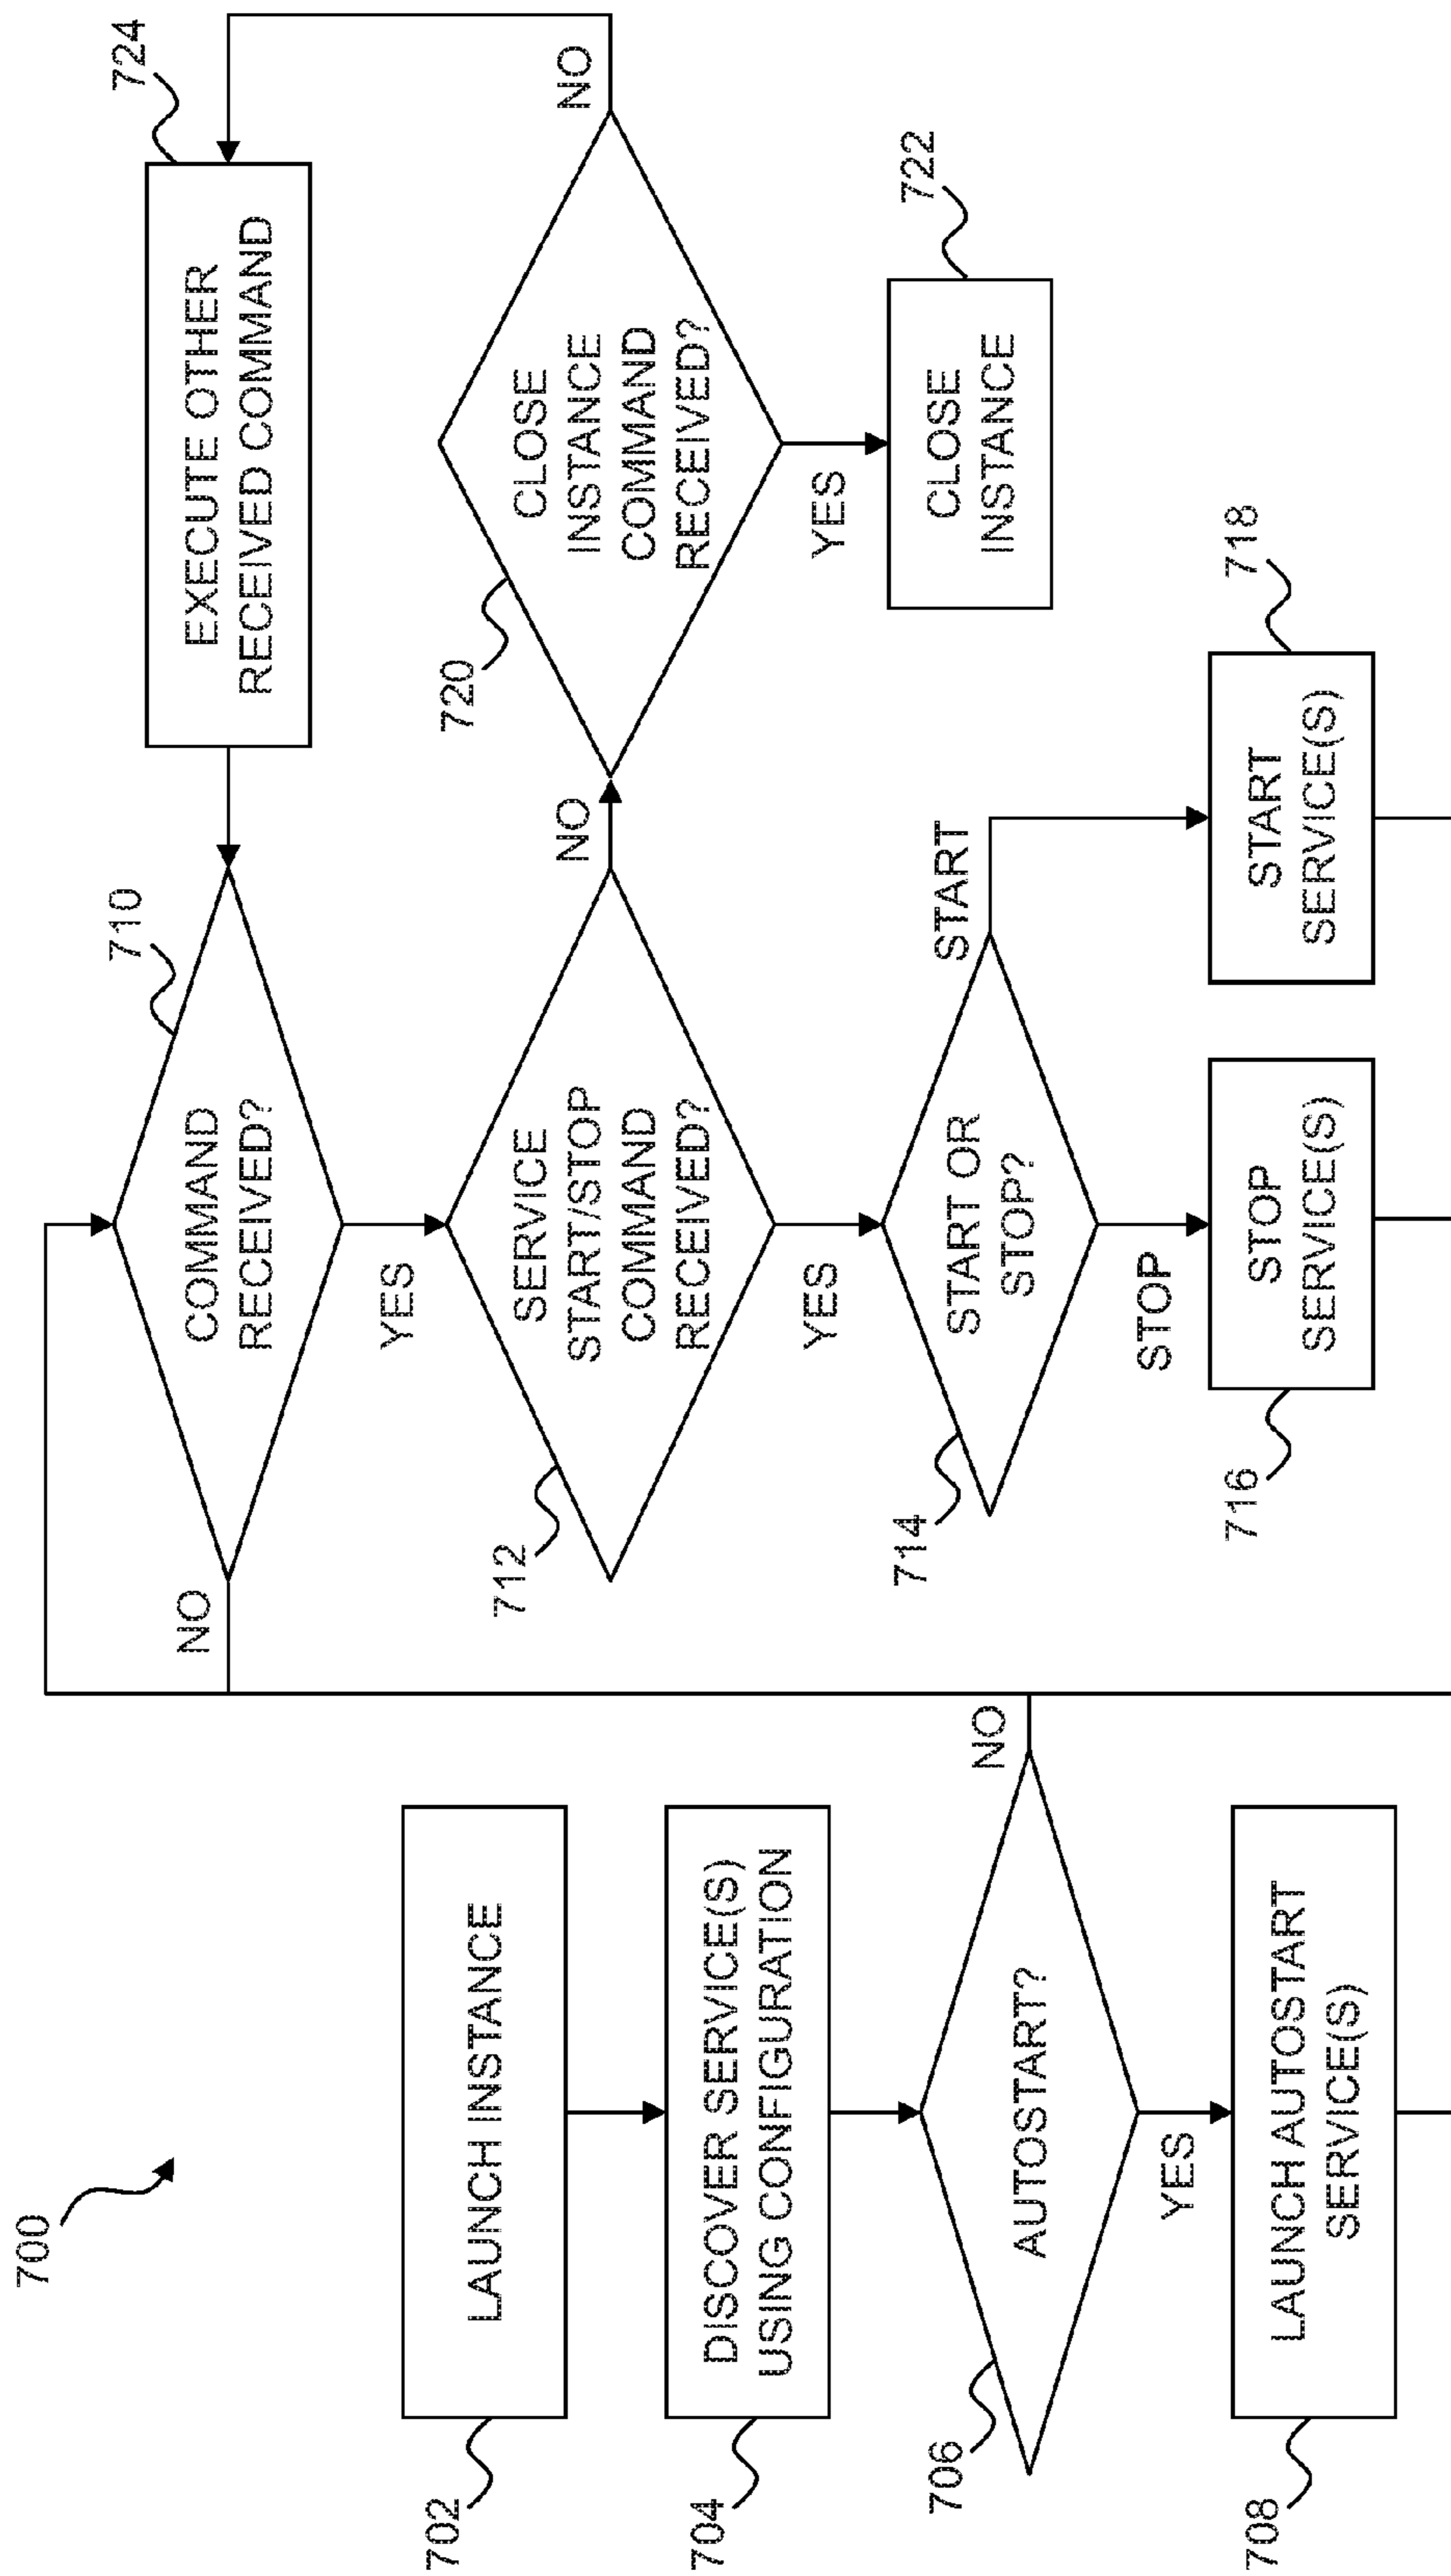 700
702
LAUNCH INSTANCE
704
DISCOVER SERVICE(S)
USING CONFIGURATION
706
AUTOSTART?
NO
YES
708
LAUNCH AUTOSTART
SERVICE(S)
710
COMMAND
RECEIVED?
NO
YES
712
SERVICE
START/STOP
COMMAND
RECEIVED?
NO
YES
714
START OR
STOP?
START
STOP
716
STOP
SERVICE(S)
718
START
SERVICE(S)
720
CLOSE
INSTANCE
COMMAND
RECEIVED?
NO
YES
722
CLOSE
INSTANCE
724
EXECUTE OTHER
RECEIVED COMMAND